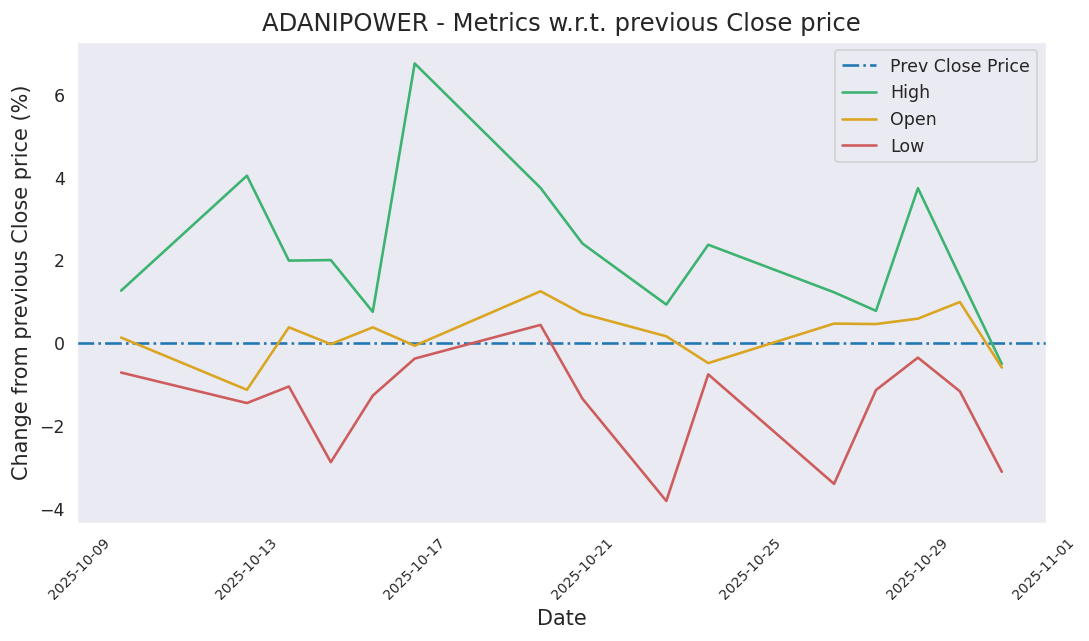 ADANIPOWER - Metrics w.r.t. previous Close price
Prev Close Price
High
Open
Low
Change from previous Close price (%)
6
4
2
0
−2
−4
2025-10-09
2025-10-13
2025-10-17
2025-10-21
2025-10-25
2025-10-29
2025-11-01
Date